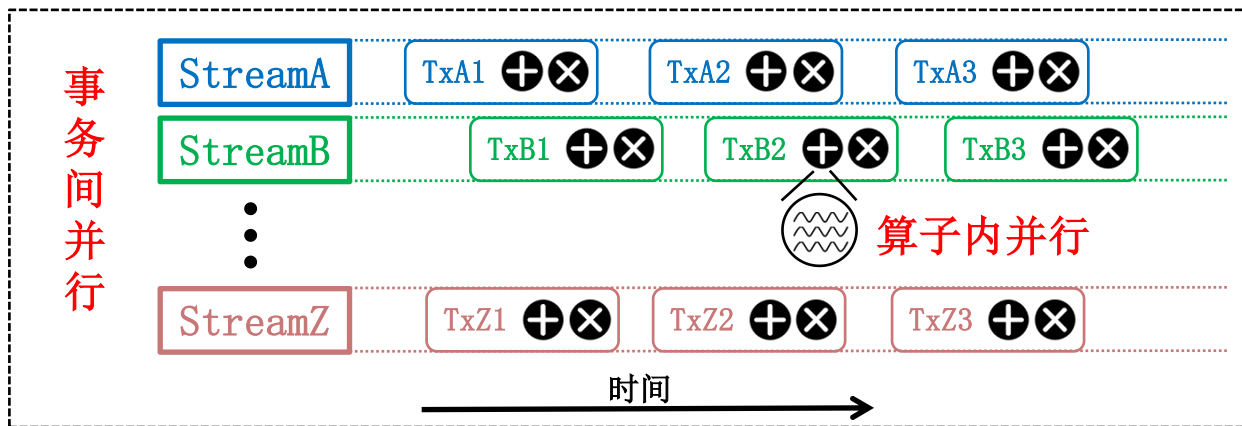 事务间并行
StreamA
TxA1
TxA2
TxA3
StreamB
TxB1
TxB2
TxB3
算子内并行
StreamZ
TxZ1
TxZ2
TxZ3
时间